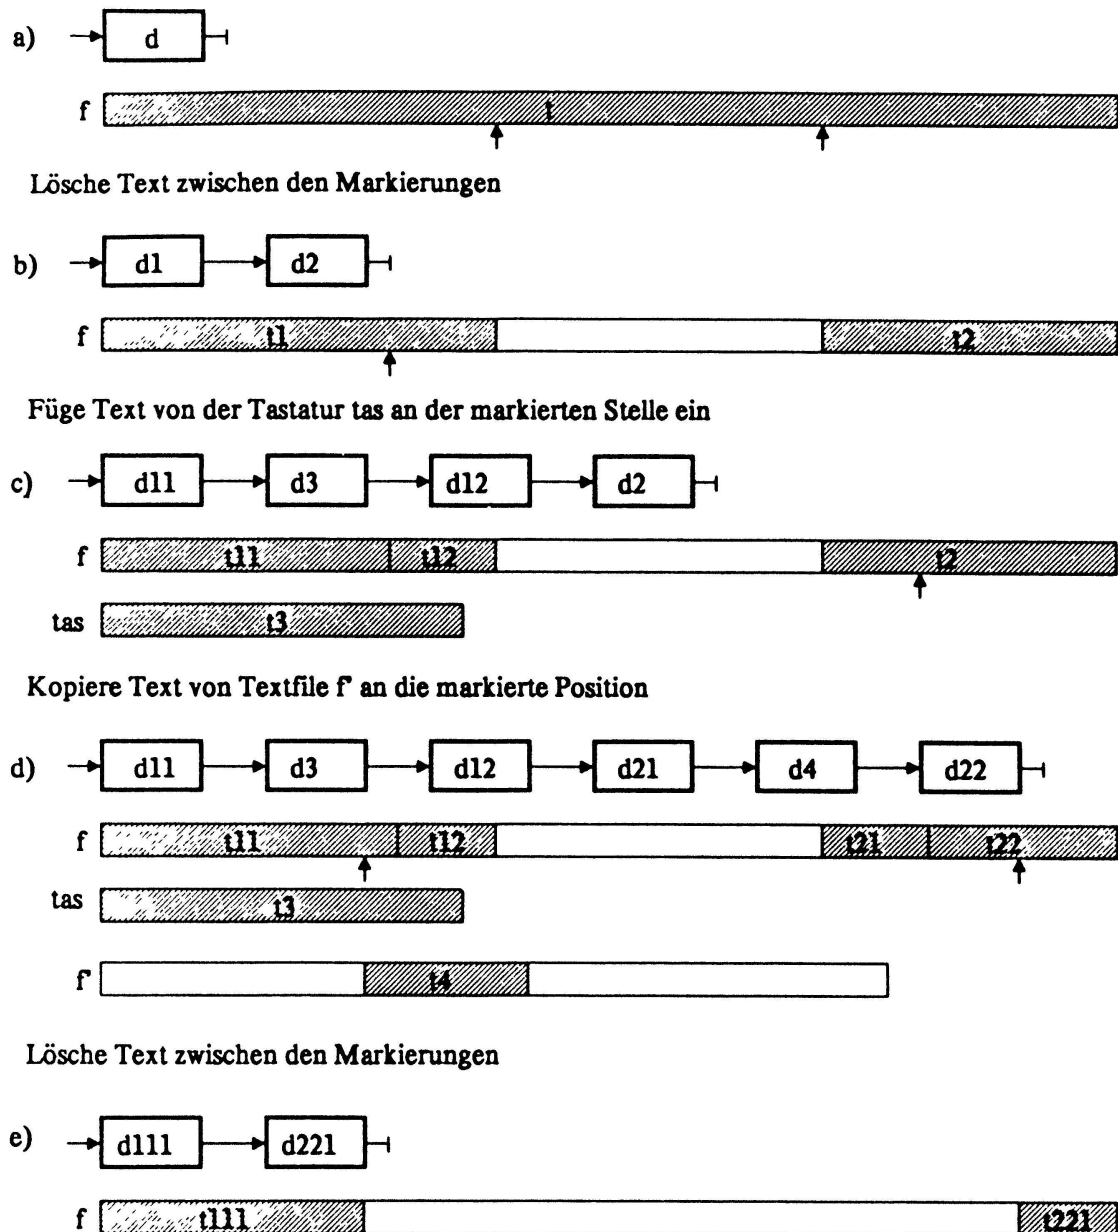 a) d
f t
Lösche Text zwischen den Markierungen
b) d1 d2
f t1 t2
Füge Text von der Tastatur tas an der markierten Stelle ein
c) d11 d3 d12 d2
f t11 t12 t2
tas t3
Kopiere Text von Textfile f' an die markierte Position
d) d11 d3 d12 d21 d4 d22
f t11 t12 t21 t22
tas t3
f' t4
Lösche Text zwischen den Markierungen
e) d111 d221
f t111 t221